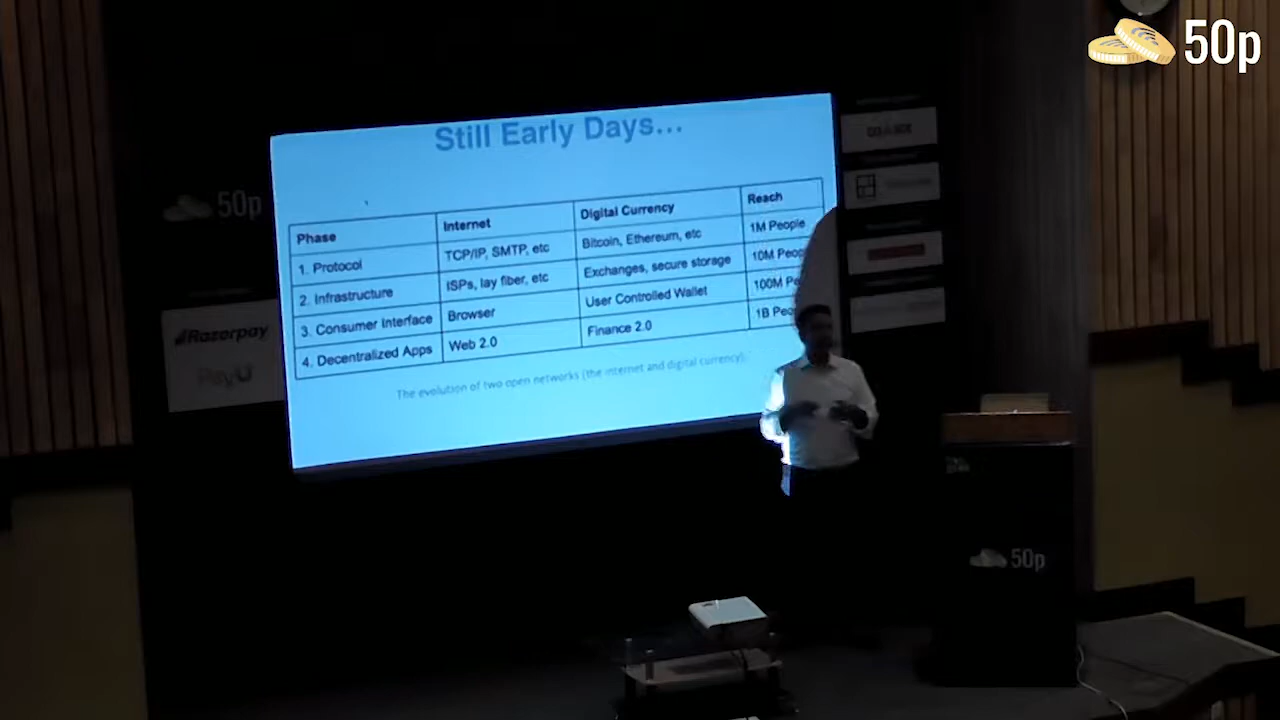 50p
Still Early Days...
Phase Internet Digital Currency Reach
1. Protocol TCP/IP, SMTP, etc Bitcoin, Ethereum, etc 1M People
2. Infrastructure ISPs, lay fiber, etc Exchanges, secure storage 10M
3. Consumer Interface Browser User Controlled Wallet 100M
4. Decentralized Apps Web 2.0 Finance 2.0 1B
The evolution of two open networks (the internet and digital currency).
50p
Razorpay
PayU
50p